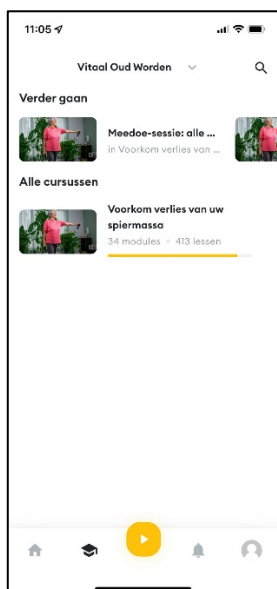 11:05
Vitaal Oud Worden
Verder gaan
Meedoe-sessie: alle ...
in Voorkom verlies van ...
Alle cursussen
Voorkom verlies van uw
spiermassa
34 modules • 413 lessen